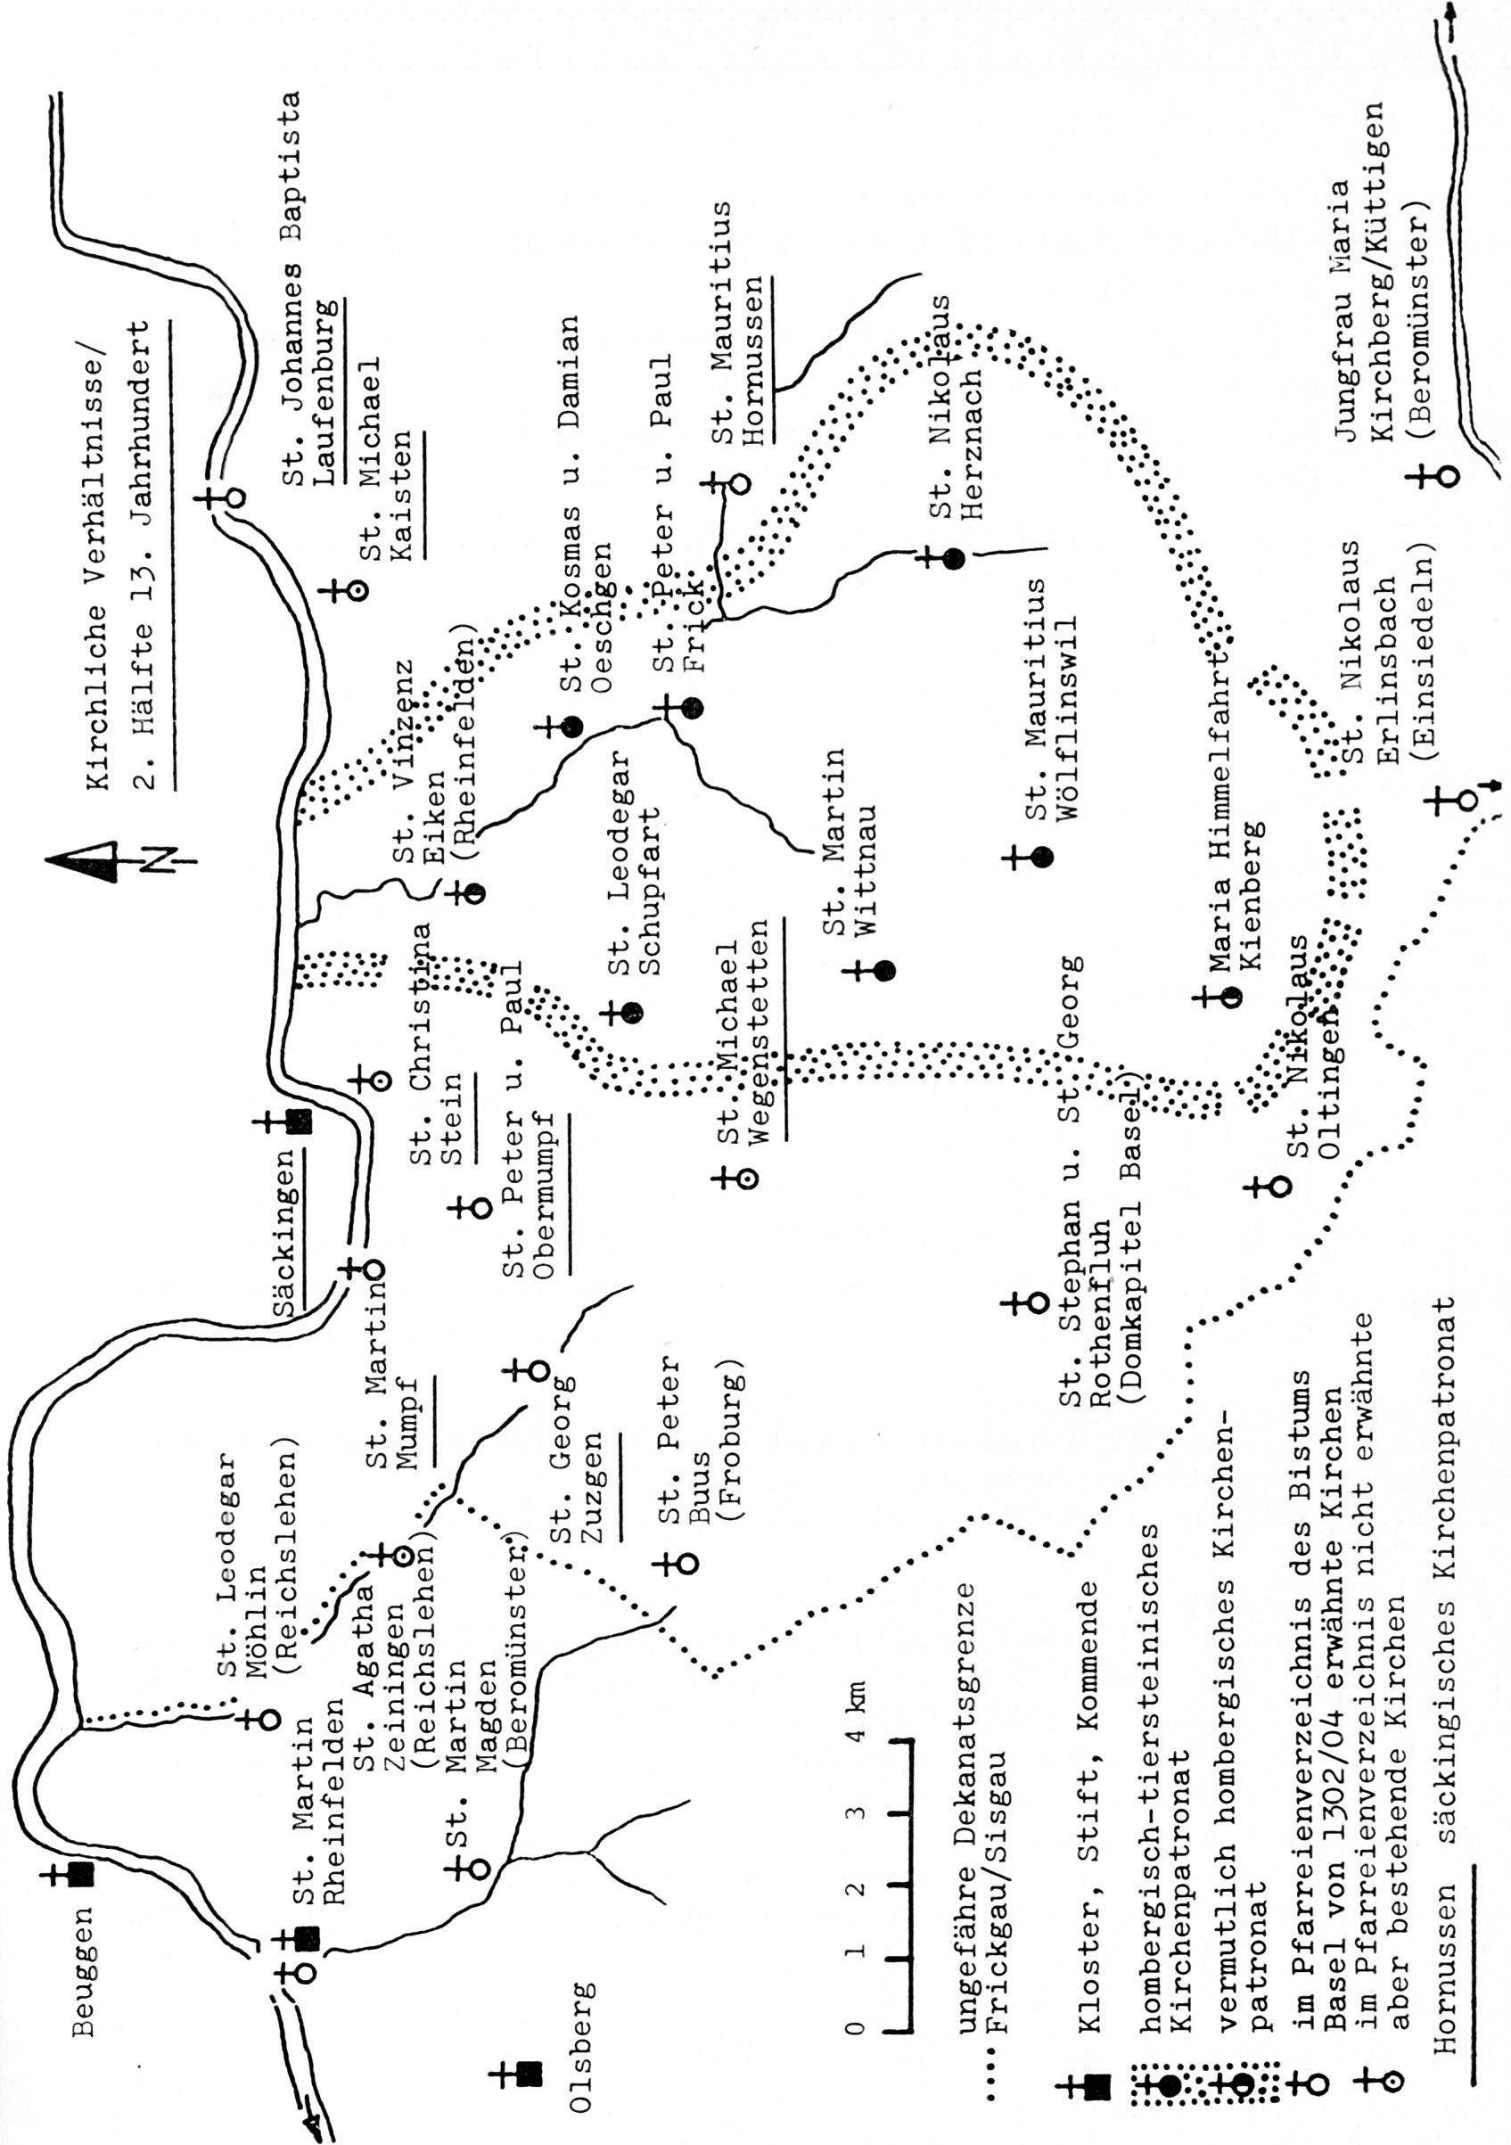 Kirchliche Verhältnisse/
2. Hälfte 13. Jahrhundert
N
Beuggen
St. Leodegar
Möhlin
(Reichslehen)
Säckingen
St. Johannes Baptista
Laufenburg
St. Michael
Kaisten
St. Martin
Rheinfelden
St. Agatha
Zeiningen
(Reichslehen)
St. Martin
Mumpf
St. Christina
Stein
St. Vinzenz
Eiken
(Rheinfelden)
St. Martin
Magden
(Beromünster)
St. Peter u. Paul
Obermumpf
St. Kosmas u. Damian
Oeschgen
Olsberg
St. Georg
Zuzgen
St. Leodegar
Schupfart
St. Peter u. Paul
Frick
St. Peter
Buus
(Froburg)
St. Michael
Wegenstetten
St. Mauritius
Hornussen
St. Martin
Wittnau
St. Nikolaus
Herznach
St. Stephan u. St. Georg
Rothenfluh
(Domkapitel Basel)
St. Mauritius
Wölflinswil
Maria Himmelfahrt
Kienberg
St. Nikolaus
Oltingen
St. Nikolaus
Erlinsbach
(Einsiedeln)
Jungfrau Maria
Kirchberg/Küttigen
(Beromünster)
0 1 2 3 4 km
ungefähre Dekanatsgrenze
Frickgau/Sisgau
Kloster, Stift, Kommende
hombergisch-tiersteinisches
Kirchenpatronat
vermutlich hombergisches Kirchen-
patronat
im Pfarreienverzeichnis des Bistums
Basel von 1302/04 erwähnte Kirchen
im Pfarreienverzeichnis nicht erwähnte
aber bestehende Kirchen
Hornussen säckingisches Kirchenpatronat